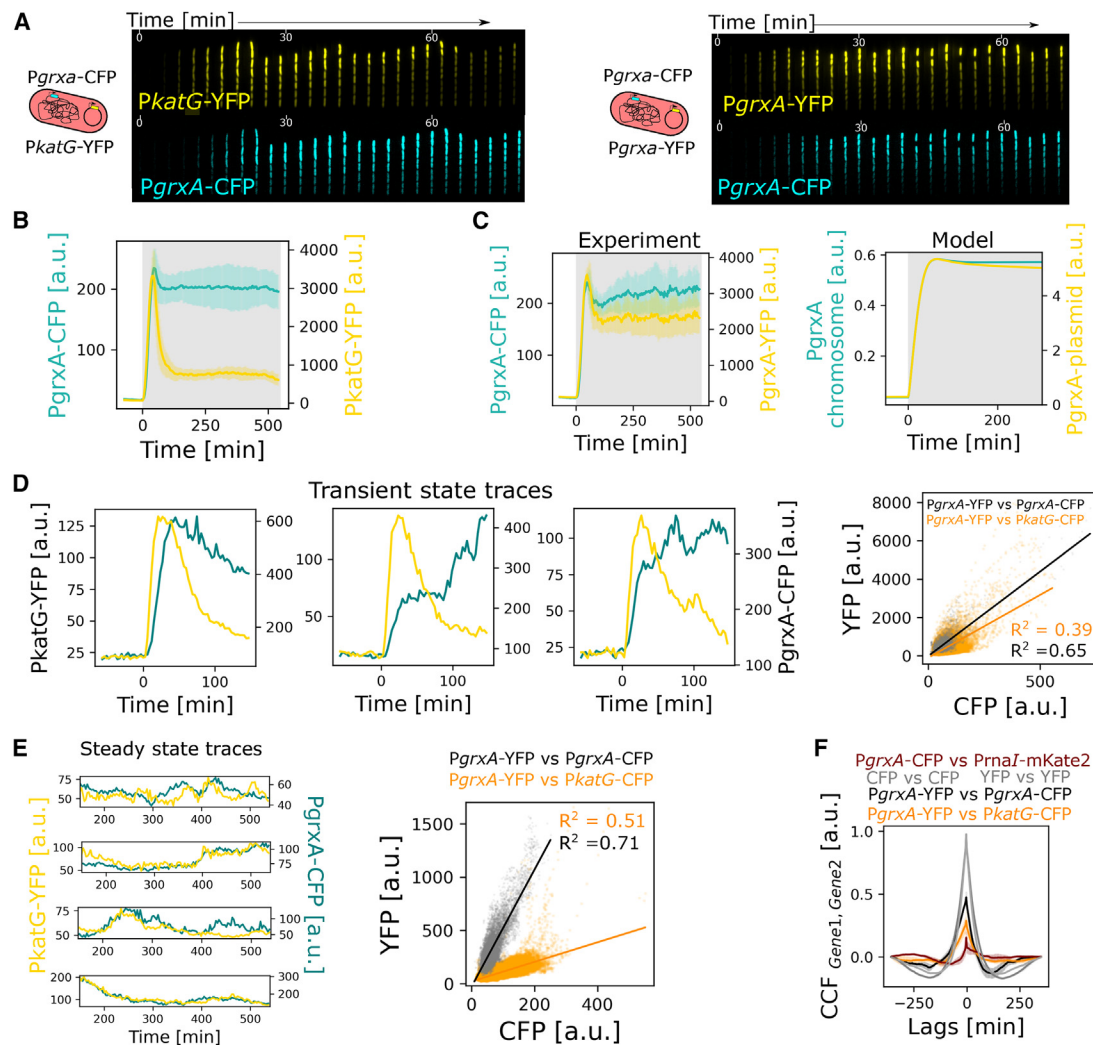 A
Time [min]
0 30 60
Pgrxa-CFP
PkatG-YFP
PkatG-YFP
0 30 60
PgrxA-CFP
Time [min]
0 30 60
Pgrxa-CFP
PgrxA-YFP
Pgrxa-YFP
0 30 60
PgrxA-CFP
B
PgrxA-CFP [a.u.]
200
100
4000
3000
2000
1000
0
PkatG-YFP [a.u.]
0 250 500
Time [min]
C
Experiment
PgrxA-CFP [a.u.]
200
100
4000
3000
2000
1000
0
PgrxA-YFP [a.u.]
0 250 500
Time [min]
Model
PgrxA
chromosome [a.u.]
0.6
0.4
0.2
4
2
0
PgrxA-plasmid [a.u.]
0 200
Time [min]
D
Transient state traces
PkatG-YFP [a.u.]
125
100
75
50
25
600
400
200
0 100
Time [min]
100
50
400
300
200
100
0 100
Time [min]
100
75
50
25
300
200
100
0 100
Time [min]
PgrxA-CFP [a.u.]
PgrxA-YFP vs PgrxA-CFP
PgrxA-YFP vs PkatG-CFP
YFP [a.u.]
8000
6000
4000
2000
0
R² = 0.39
R² =0.65
0 500
CFP [a.u.]
E
Steady state traces
PkatG-YFP [a.u.]
PgrxA-CFP [a.u.]
75
50
60
40
200 300 400 500
100
50
100
75
200 300 400 500
75
50
100
50
200 300 400 500
200
100
300
200
200 300 400 500
Time [min]
PgrxA-YFP vs PgrxA-CFP
PgrxA-YFP vs PkatG-CFP
YFP [a.u.]
1500
1000
500
0
R² = 0.51
R² =0.71
0 200 400
CFP [a.u.]
F
PgrxA-CFP vs PrnaI-mKate2
CFP vs CFP YFP vs YFP
PgrxA-YFP vs PgrxA-CFP
PgrxA-YFP vs PkatG-CFP
CCF Gene1,Gene2 [a.u.]
1.0
0.5
0.0
-250 0 250
Lags [min]